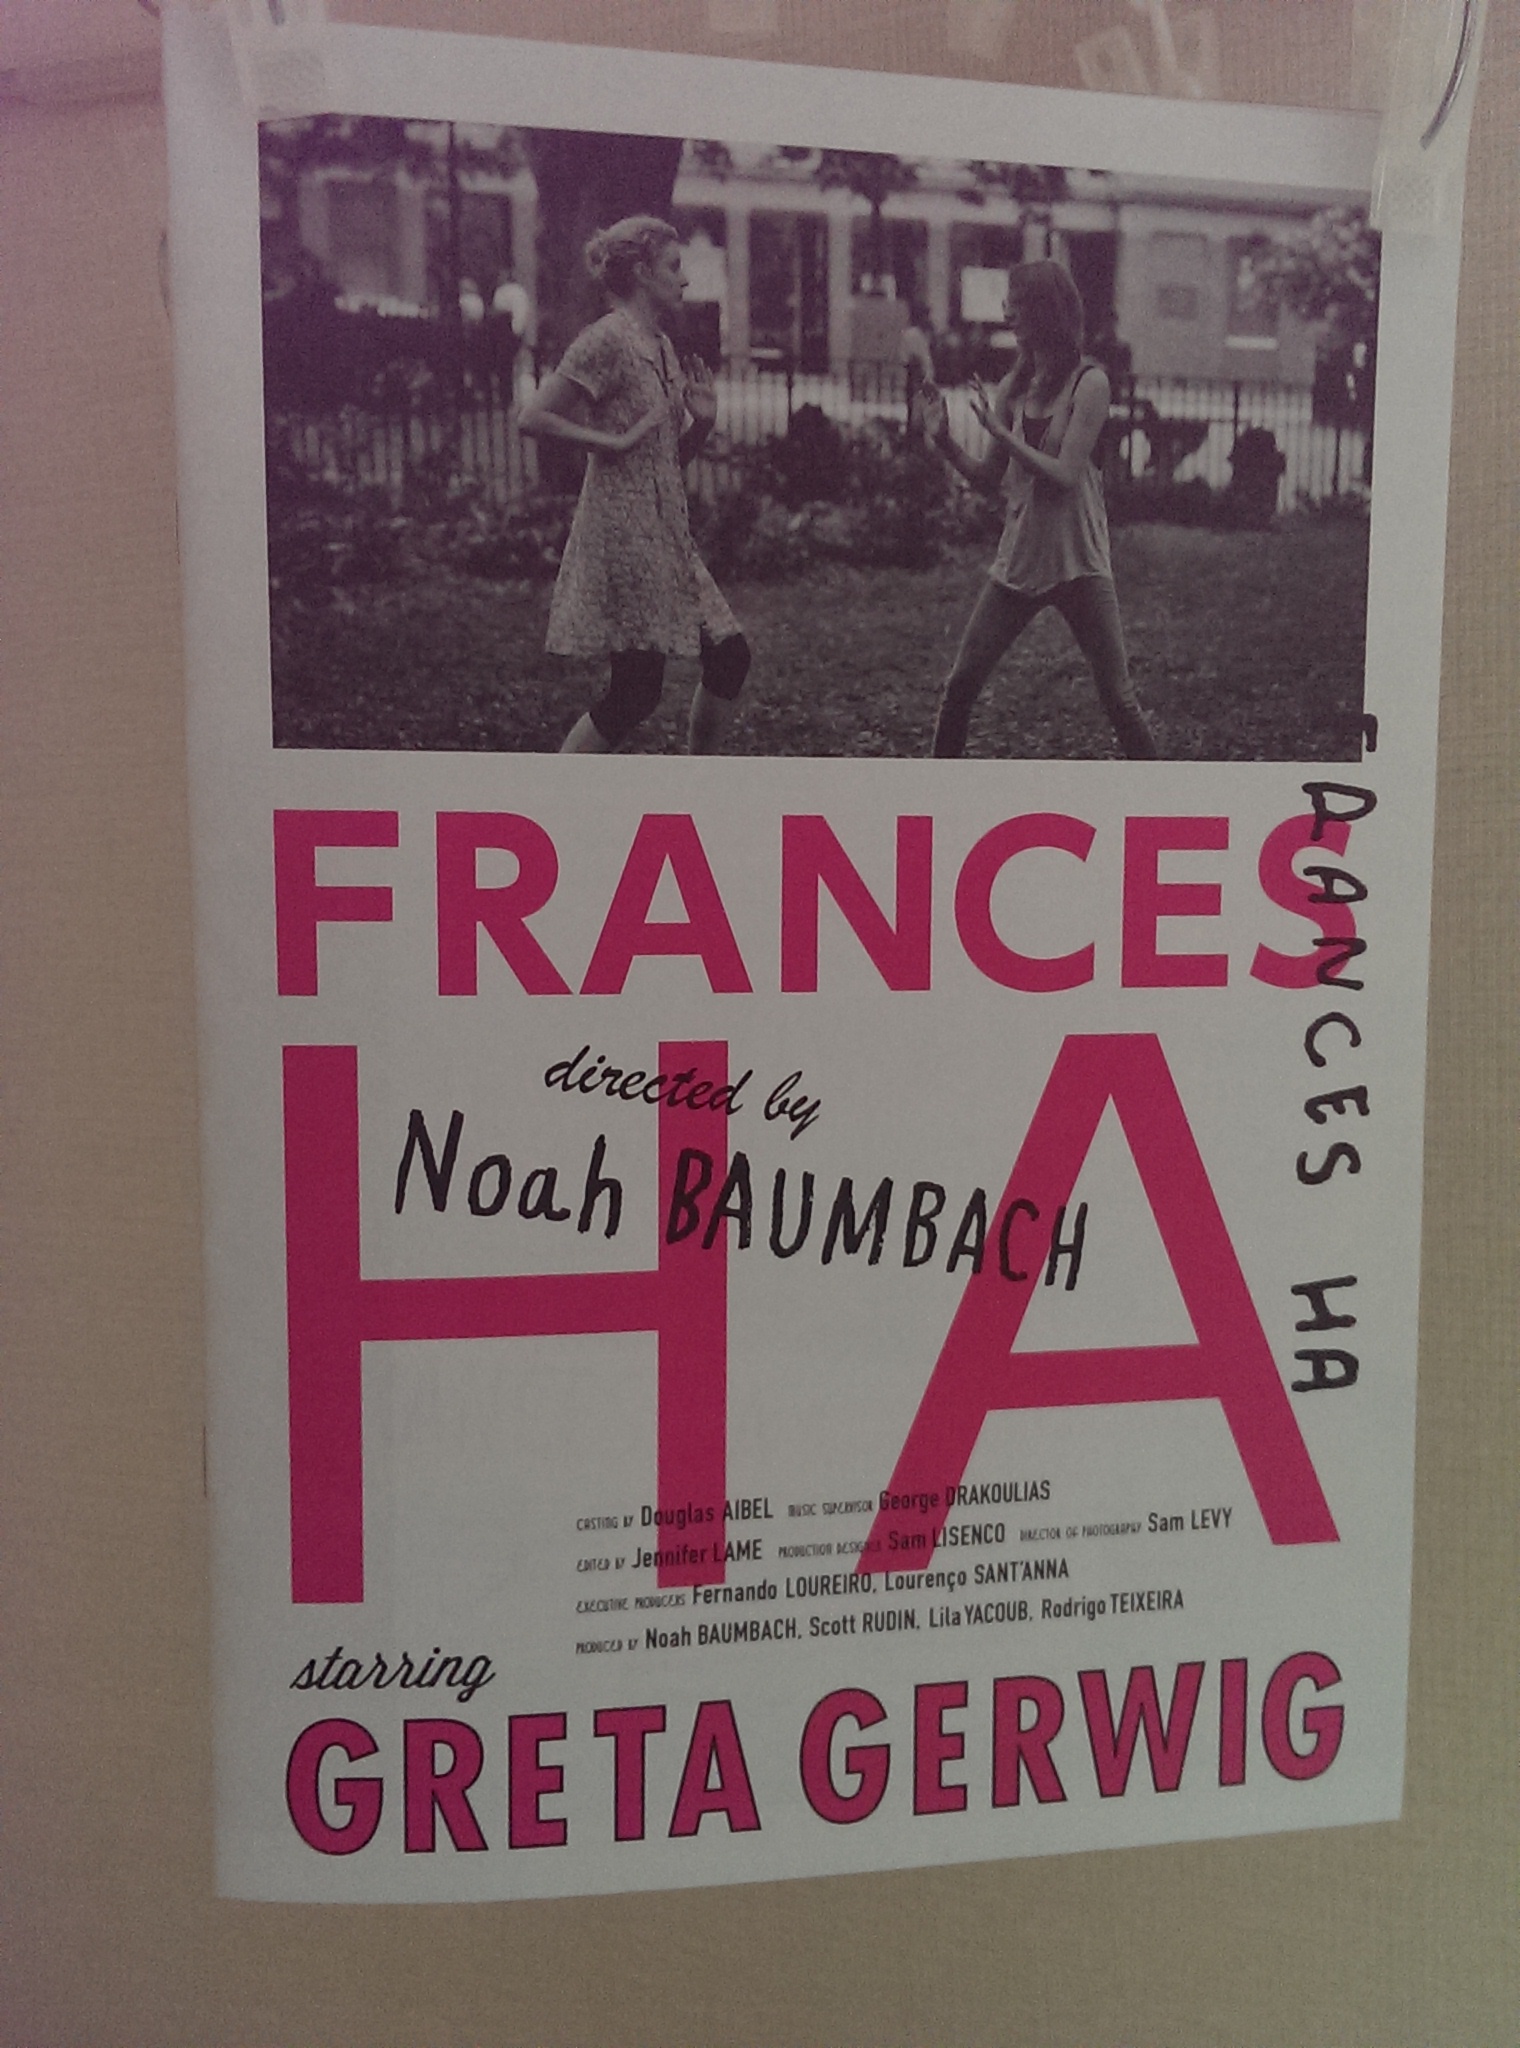 FRANCES
HA
FRANCES HA
directed by
Noah BAUMBACH
CASTING BY Douglas AIBEL MUSIC SUPERVISOR George DRAKOULIAS
EDITED BY Jennifer LAME PRODUCTION DESIGNER Sam LISENCO DIRECTOR OF PHOTOGRAPHY Sam LEVY
EXECUTIVE PRODUCERS Fernando LOUREIRO, Lourenço SANT'ANNA
PRODUCED BY Noah BAUMBACH, Scott RUDIN, Lila YACOUB, Rodrigo TEIXEIRA
starring
GRETA GERWIG